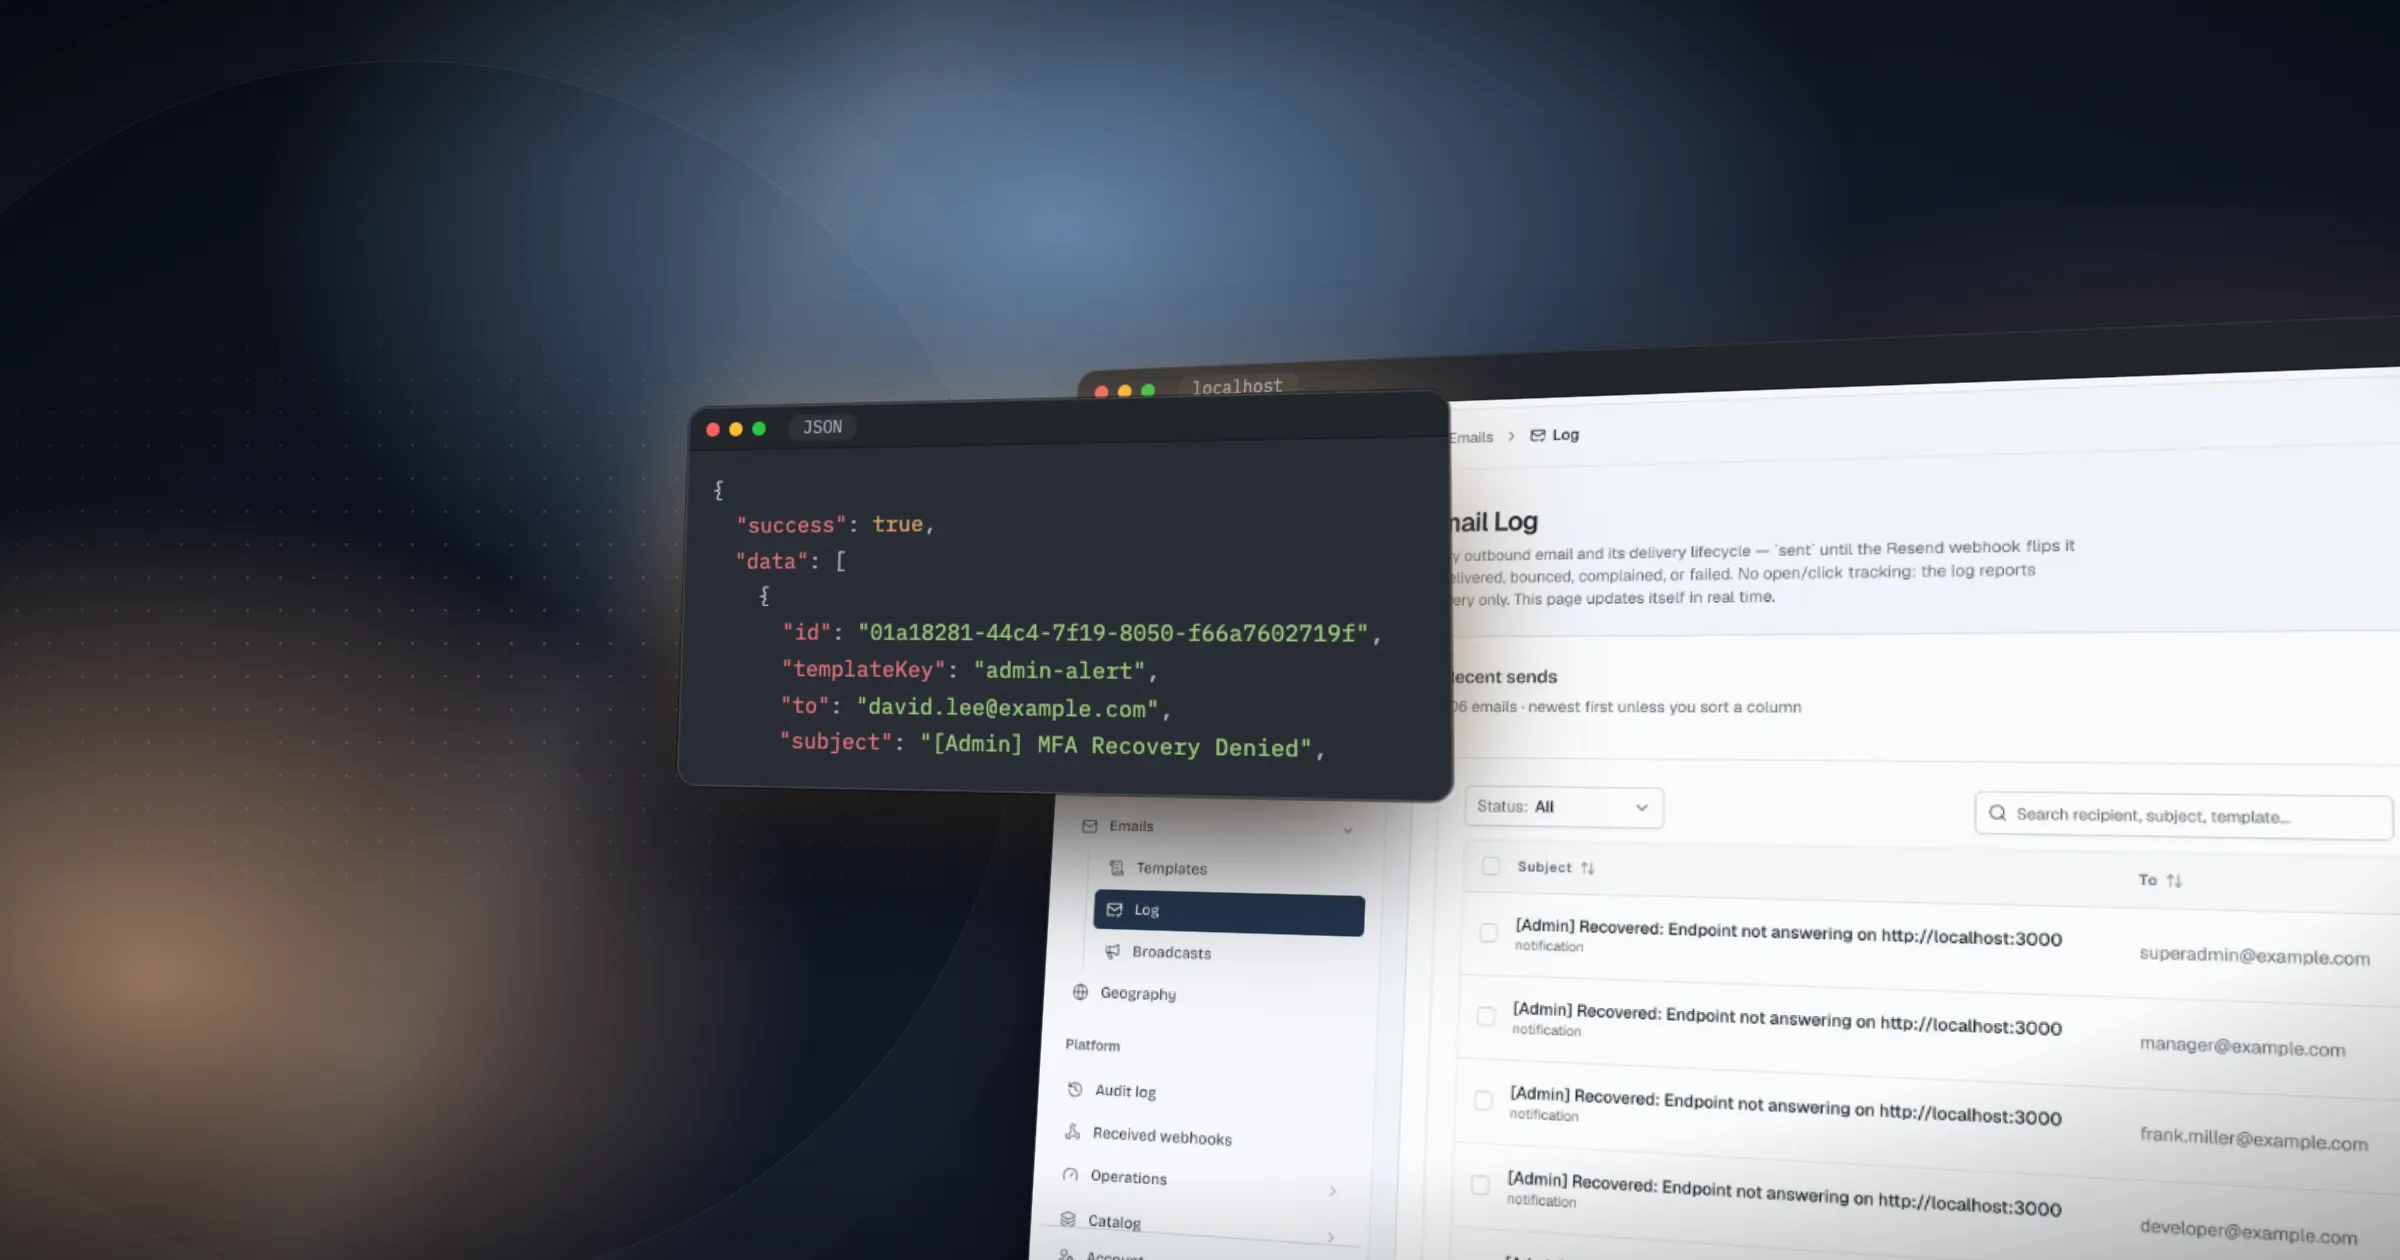 localhost
JSON
{
"success": true,
"data": [
{
"id": "01a18281-44c4-7f19-8050-f66a7602719f",
"templateKey": "admin-alert",
"to": "david.lee@example.com",
"subject": "[Admin] MFA Recovery Denied",
Emails > Log
Log
outbound email and its delivery lifecycle — `sent` until the Resend webhook flips it
bounced, complained, or failed. No open/click tracking: the log reports
only. This page updates itself in real time.
sends
emails · newest first unless you sort a column
Status: All
Search recipient, subject, template...
Subject
To
[Admin] Recovered: Endpoint not answering on http://localhost:3000
notification
superadmin@example.com
[Admin] Recovered: Endpoint not answering on http://localhost:3000
notification
manager@example.com
[Admin] Recovered: Endpoint not answering on http://localhost:3000
notification
frank.miller@example.com
[Admin] Recovered: Endpoint not answering on http://localhost:3000
notification
developer@example.com
Emails
Templates
Log
Broadcasts
Geography
Platform
Audit log
Received webhooks
Operations
Catalog